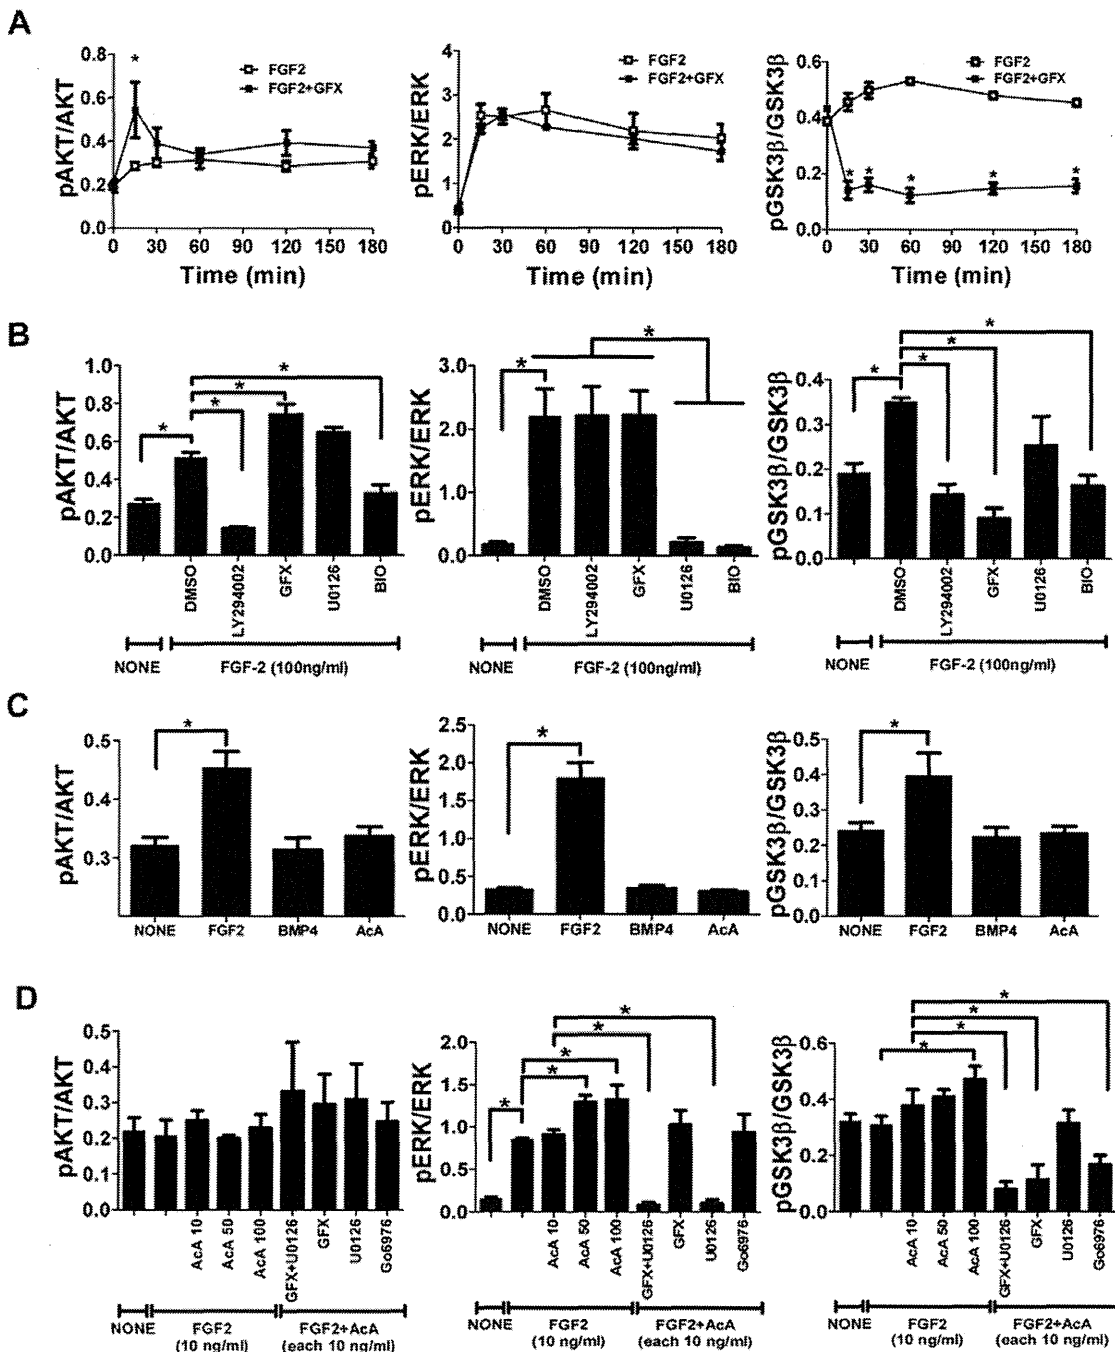 A
pAKT/AKT
0.8
0.6
0.4
0.2
0.0
*
FGF2
FGF2+GFX
0 30 60 90 120 150 180
Time (min)
pERK/ERK
4
3
2
1
0
FGF2
FGF2+GFX
0 30 60 90 120 150 180
Time (min)
pGSK3β/GSK3β
0.6
0.4
0.2
0.0
FGF2
FGF2+GFX
* * * * *
0 30 60 90 120 150 180
Time (min)
B
pAKT/AKT
1.0
0.8
0.6
0.4
0.2
0.0
* * * *
- DMSO LY294002 GFX U0126 BIO
NONE FGF-2 (100ng/ml)
pERK/ERK
3.0
2.0
1.0
0.0
* *
- DMSO LY294002 GFX U0126 BIO
NONE FGF-2 (100ng/ml)
pGSK3β/GSK3β
0.4
0.3
0.2
0.1
0.0
* * * *
- DMSO LY294002 GFX U0126 BIO
NONE FGF-2 (100ng/ml)
C
pAKT/AKT
0.5
0.4
0.3
*
NONE FGF2 BMP4 AcA
pERK/ERK
2.5
2.0
1.5
1.0
0.5
0.0
*
NONE FGF2 BMP4 AcA
pGSK3β/GSK3β
0.5
0.4
0.3
0.2
0.1
0.0
*
NONE FGF2 BMP4 AcA
D
pAKT/AKT
0.5
0.4
0.3
0.2
0.1
0.0
- - AcA 10 AcA 50 AcA 100 GFX+U0126 GFX U0126 Go6976
NONE FGF2 FGF2+AcA
(10 ng/ml) (each 10 ng/ml)
pERK/ERK
2.0
1.5
1.0
0.5
0.0
* * * * *
- - AcA 10 AcA 50 AcA 100 GFX+U0126 GFX U0126 Go6976
NONE FGF2 FGF2+AcA
(10 ng/ml) (each 10 ng/ml)
pGSK3β/GSK3β
0.6
0.4
0.2
0.0
* * * *
- - AcA 10 AcA 50 AcA 100 GFX+U0126 GFX U0126 Go6976
NONE FGF2 FGF2+AcA
(10 ng/ml) (each 10 ng/ml)